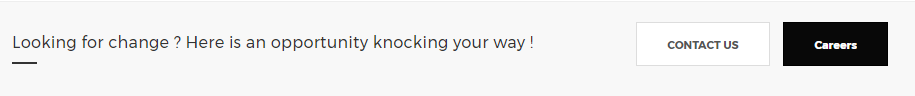 Looking for change ? Here is an opportunity knocking your way !
CONTACT US
Careers